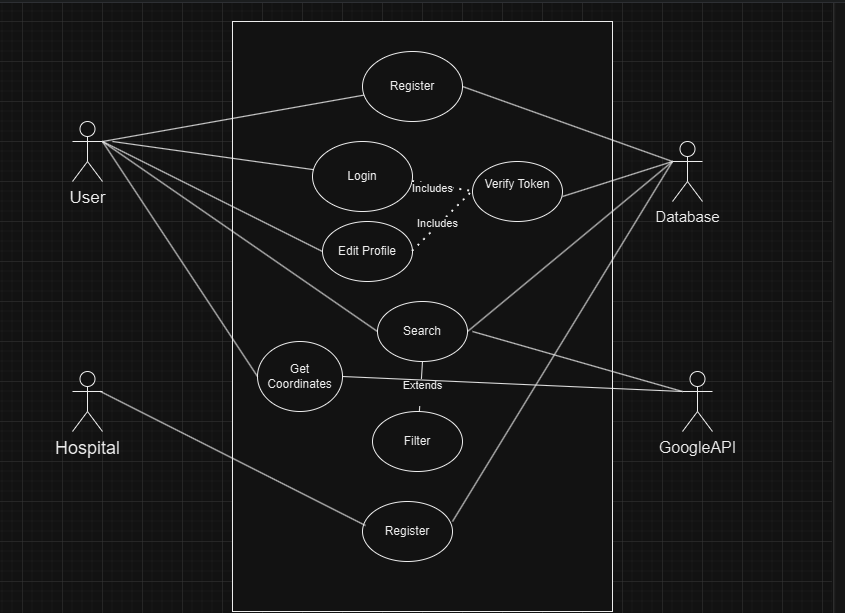 Register
Login
Includes
Verify Token
User
Database
Includes
Edit Profile
Search
Get
Coordinates
Extends
Hospital
Filter
GoogleAPI
Register